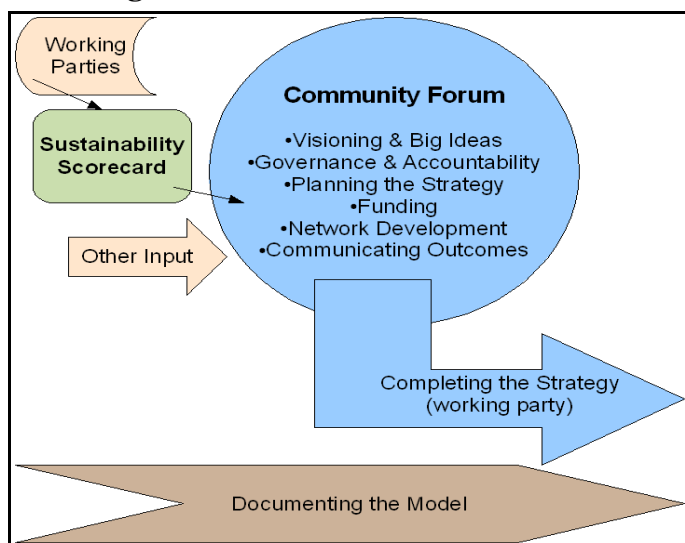 Working
Parties
Sustainability
Scorecard
Other Input
Community Forum
•Visioning & Big Ideas
•Governance & Accountability
•Planning the Strategy
•Funding
•Network Development
•Communicating Outcomes
Completing the Strategy
(working party)
Documenting the Model